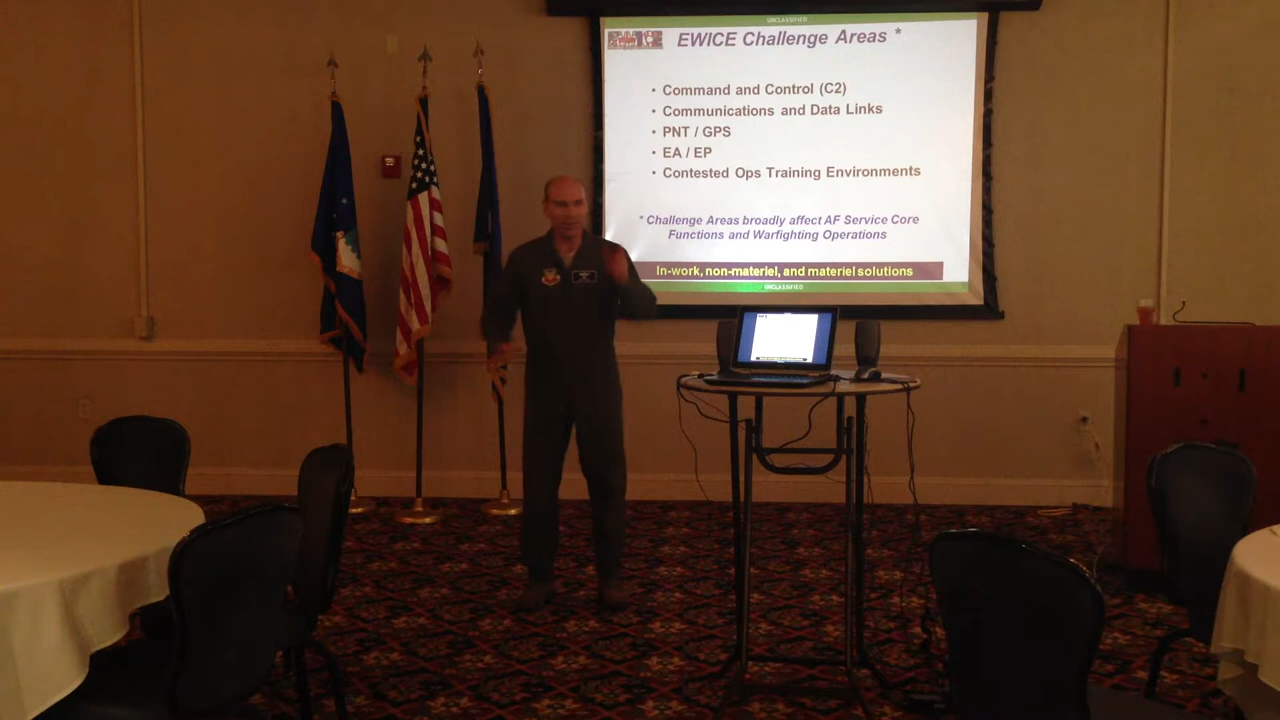 UNCLASSIFIED
EWICE Challenge Areas *
• Command and Control (C2)
• Communications and Data Links
• PNT / GPS
• EA / EP
• Contested Ops Training Environments
* Challenge Areas broadly affect AF Service Core
Functions and Warfighting Operations
In-work, non-materiel, and materiel solutions
UNCLASSIFIED